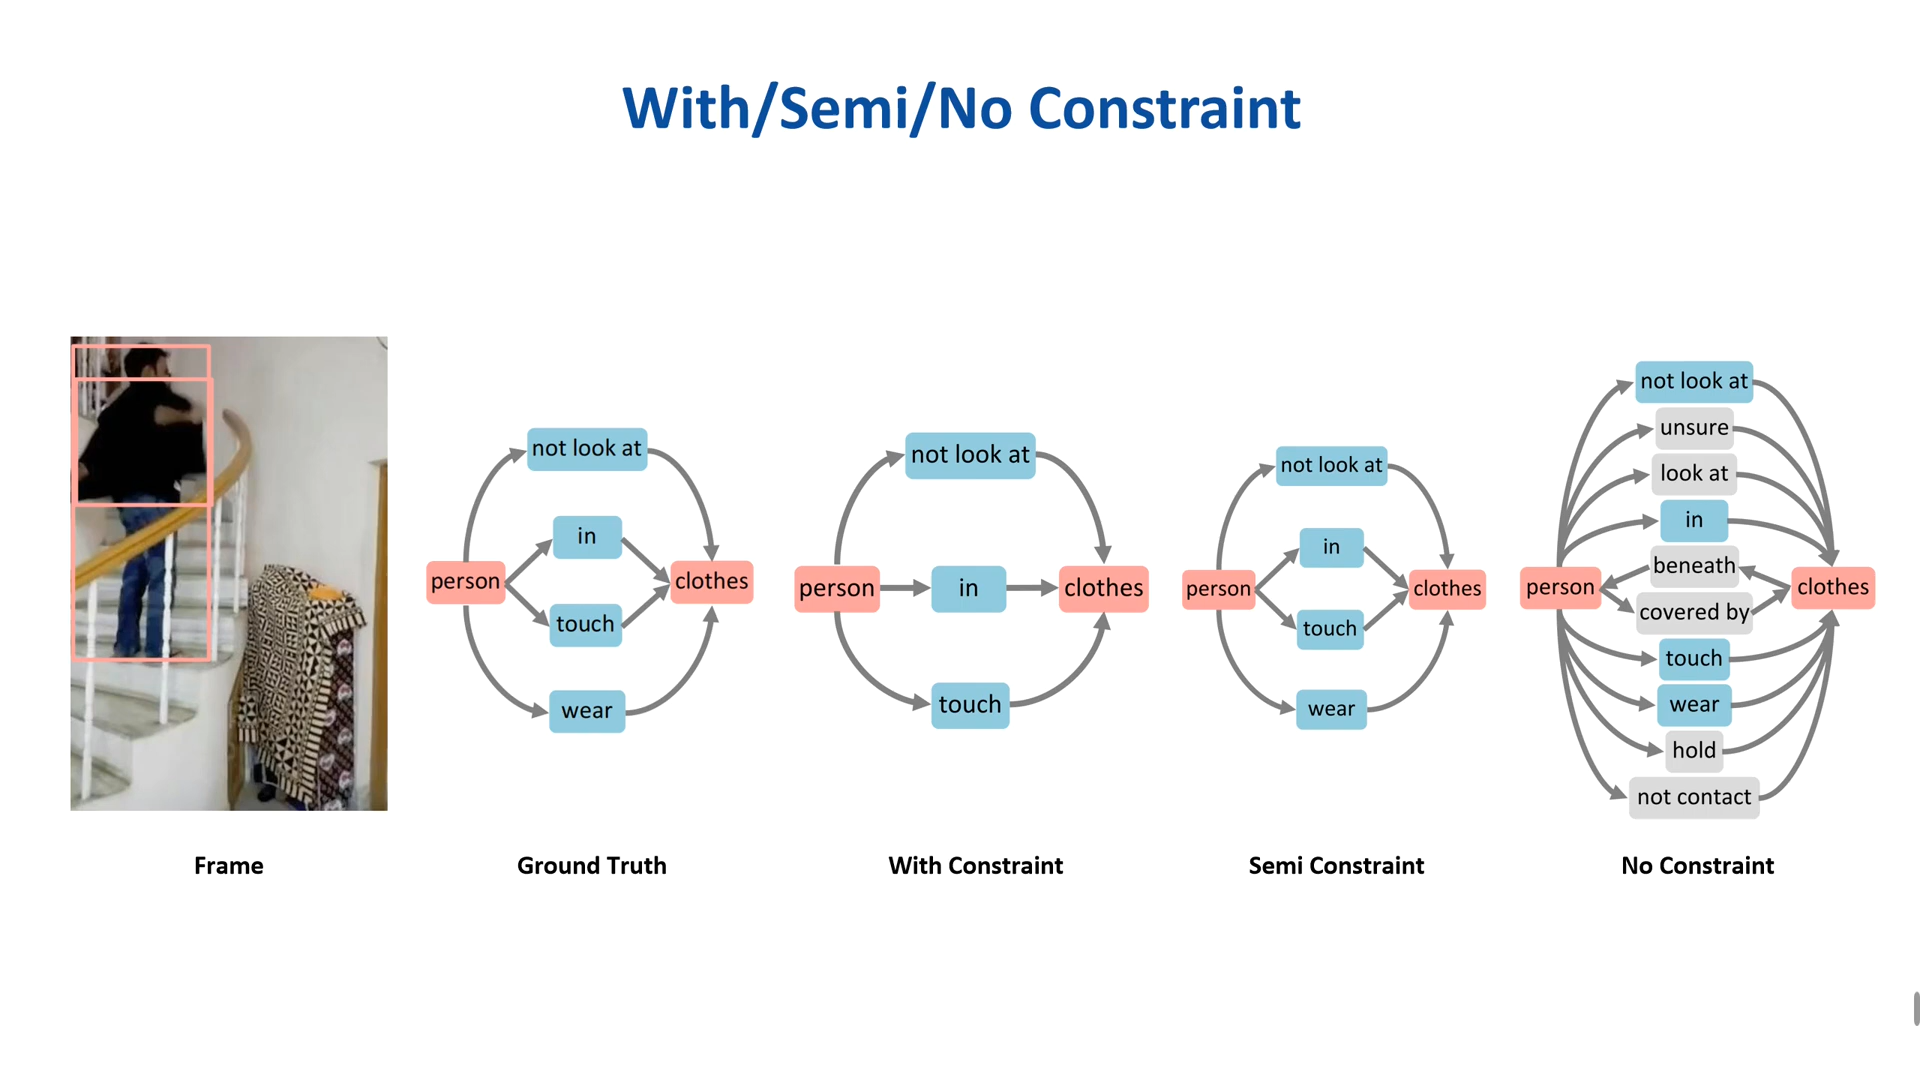 With/Semi/No Constraint
not look at
in
person
clothes
touch
wear
not look at
person
in
clothes
touch
not look at
in
person
clothes
touch
wear
not look at
unsure
look at
in
beneath
person
clothes
covered by
touch
wear
hold
not contact
Frame
Ground Truth
With Constraint
Semi Constraint
No Constraint